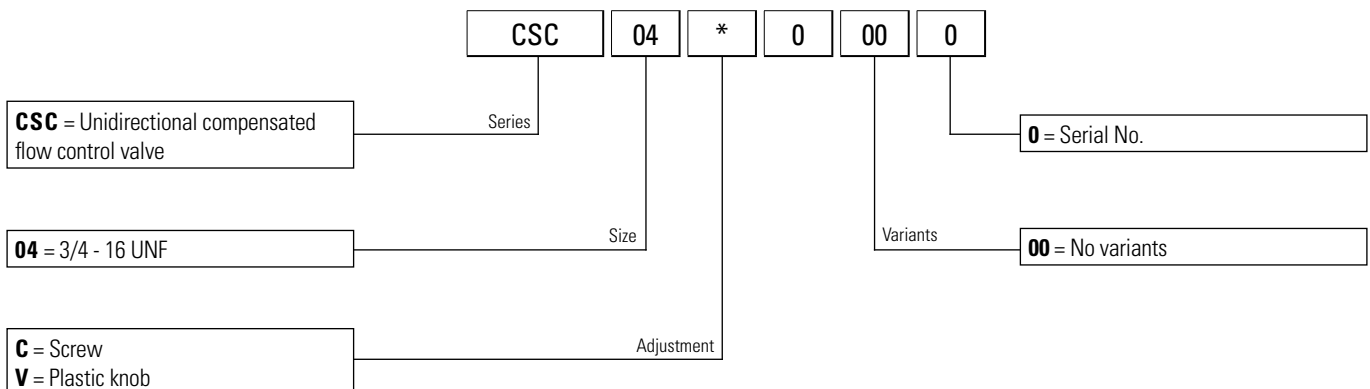 CSC 04 * 0 00 0
CSC = Unidirectional compensated
flow control valve
Series
0 = Serial No.
04 = 3/4 - 16 UNF
Size
Variants
00 = No variants
C = Screw
V = Plastic knob
Adjustment